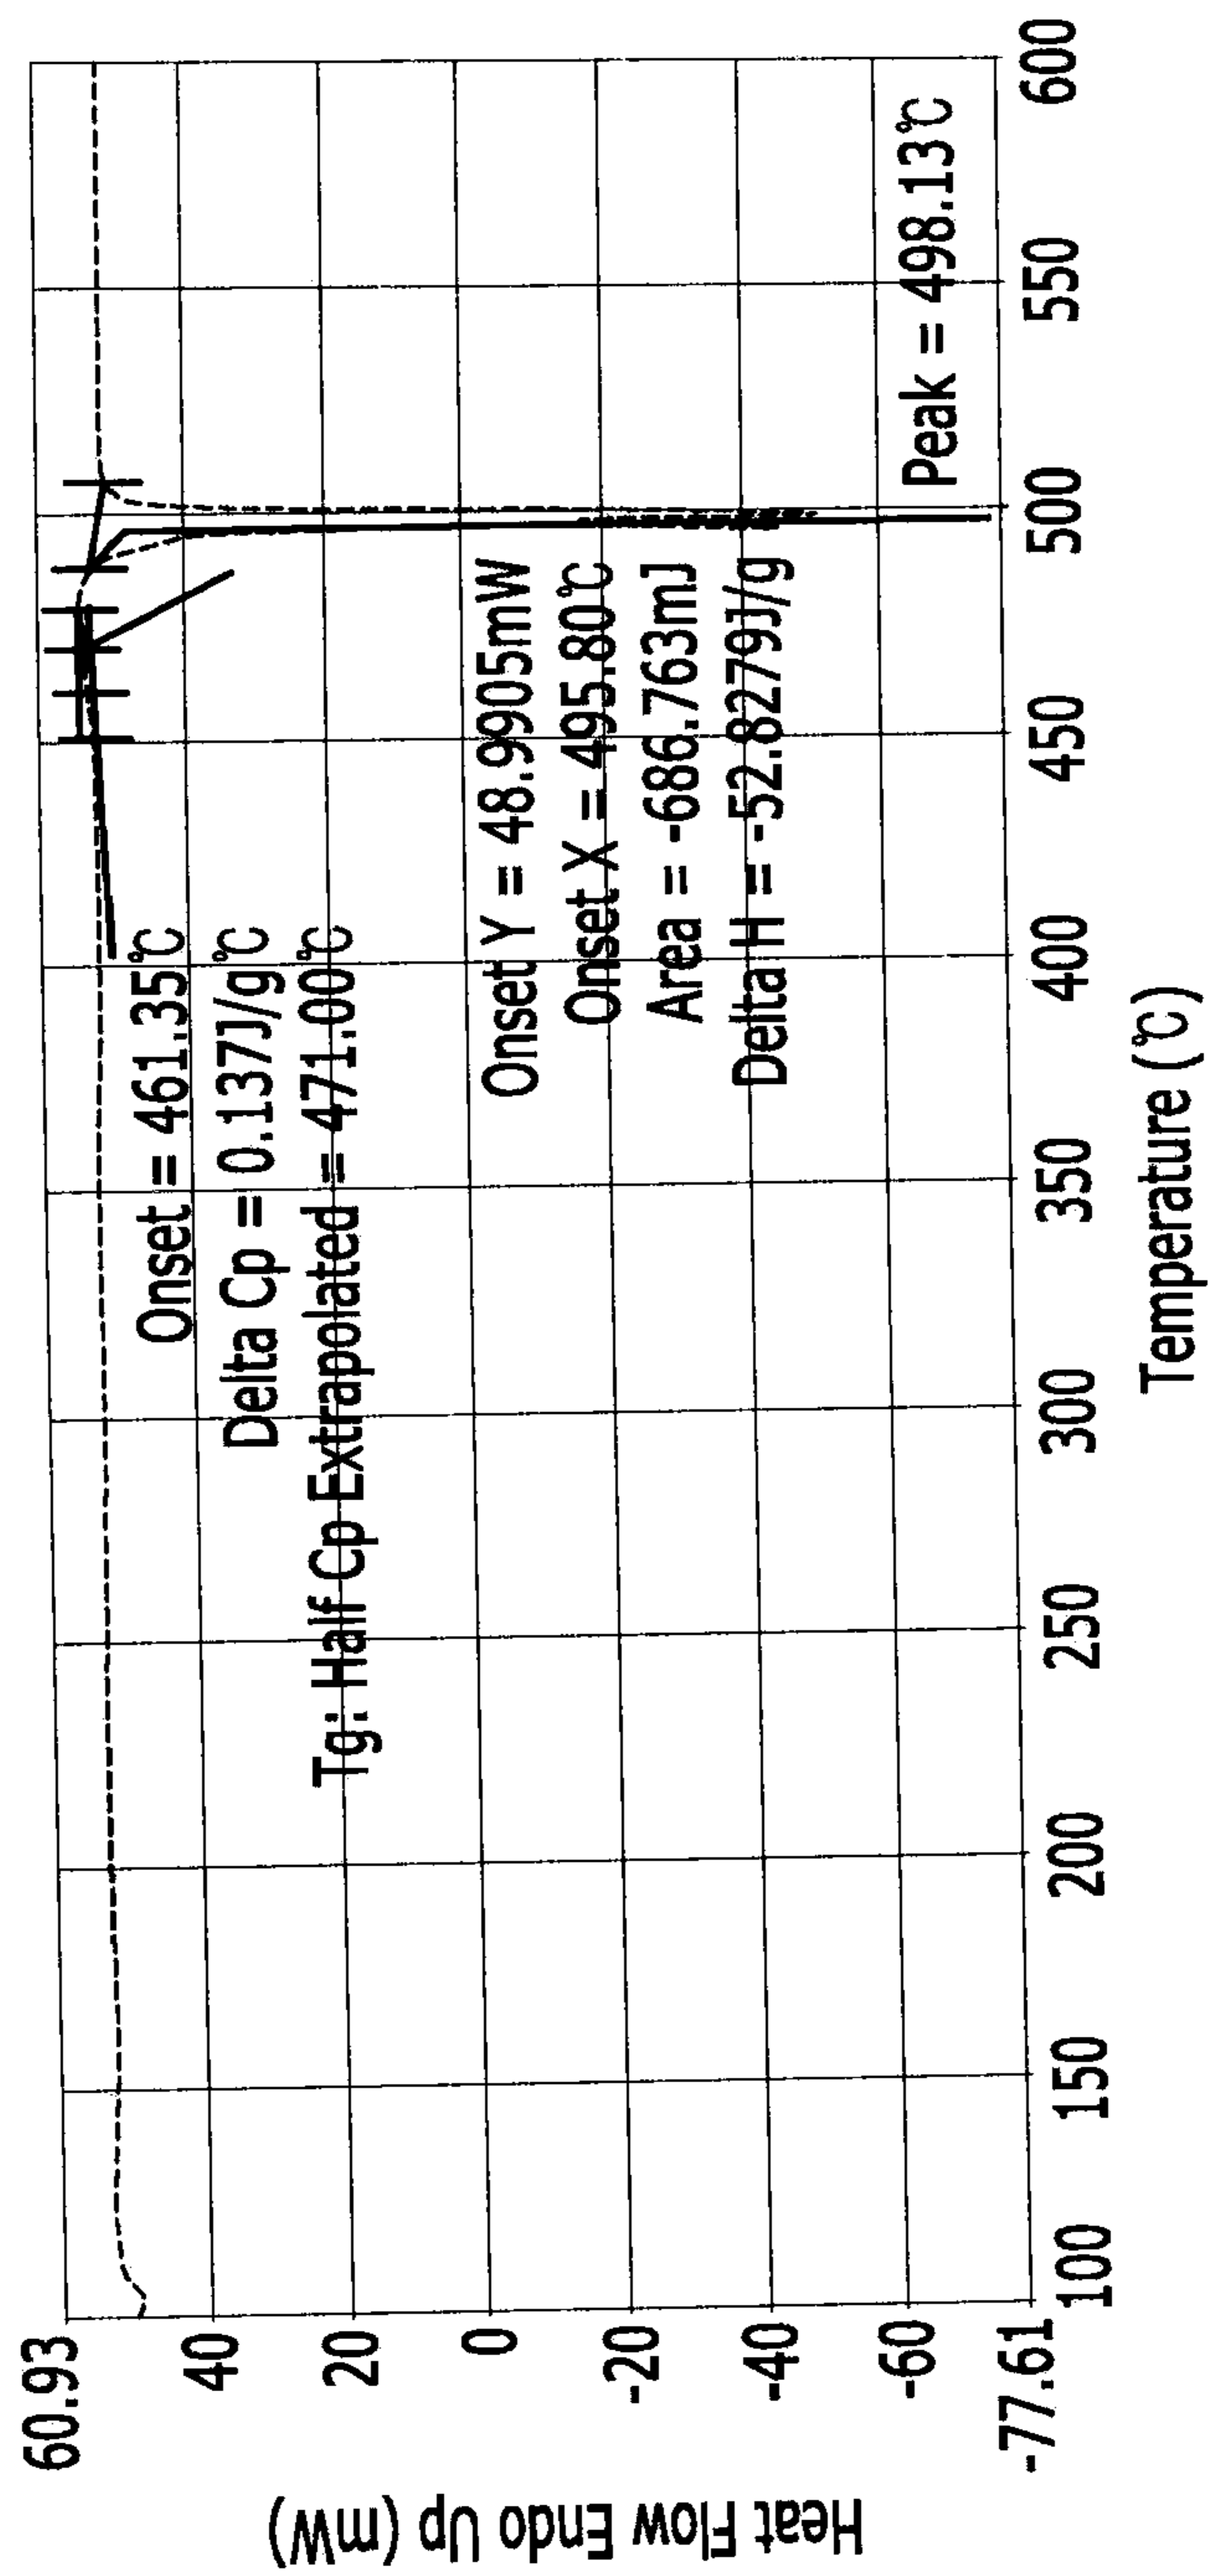 60.93
40
20
0
-20
-40
-60
-77.61
Heat Flow Endo Up (mW)
Onset = 461.35℃
Delta Cp = 0.137J/g℃
Tg: Half Cp Extrapolated = 471.00℃
Onset Y = 48.9905mW
Onset X = 495.80℃
Area = -686.763mJ
Delta H = -52.8279J/g
Peak = 498.13℃
100
150
200
250
300
350
400
450
500
550
600
Temperature (℃)